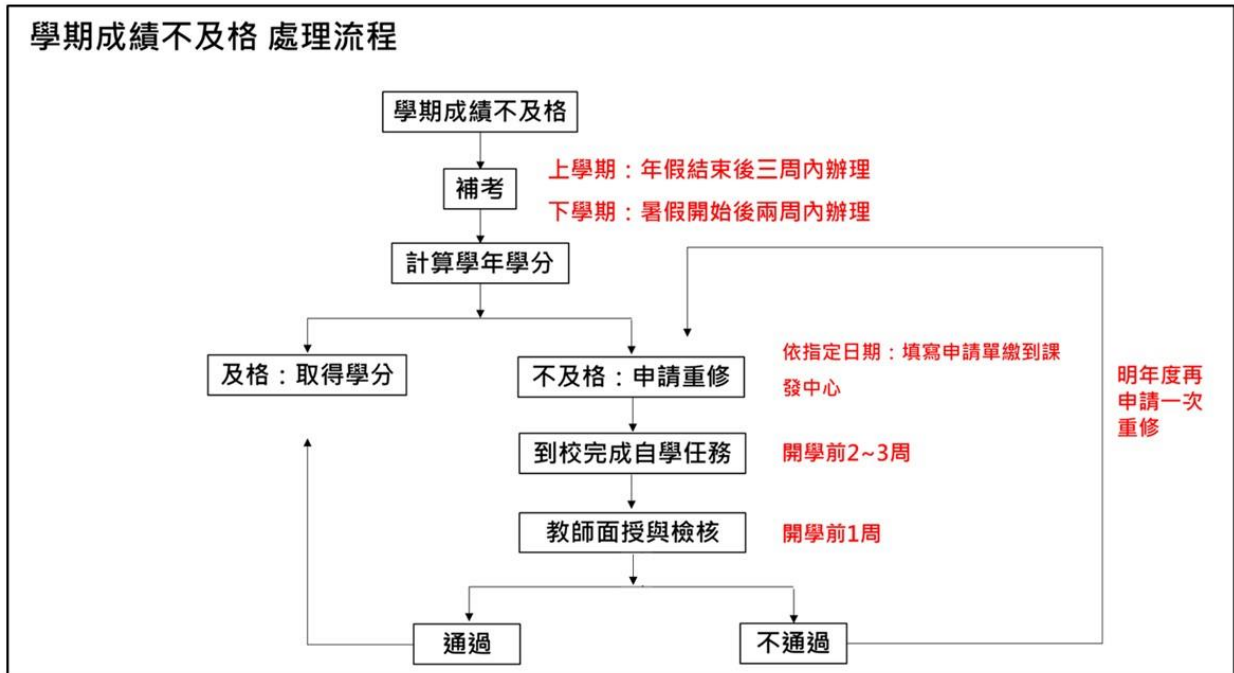 學期成績不及格 處理流程
學期成績不及格
補考
上學期：年假結束後三周內辦理
下學期：暑假開始後兩周內辦理
計算學年學分
及格：取得學分
不及格：申請重修
依指定日期：填寫申請單繳到課
發中心
明年度再
申請一次
重修
到校完成自學任務
開學前2~3周
教師面授與檢核
開學前1周
通過
不通過